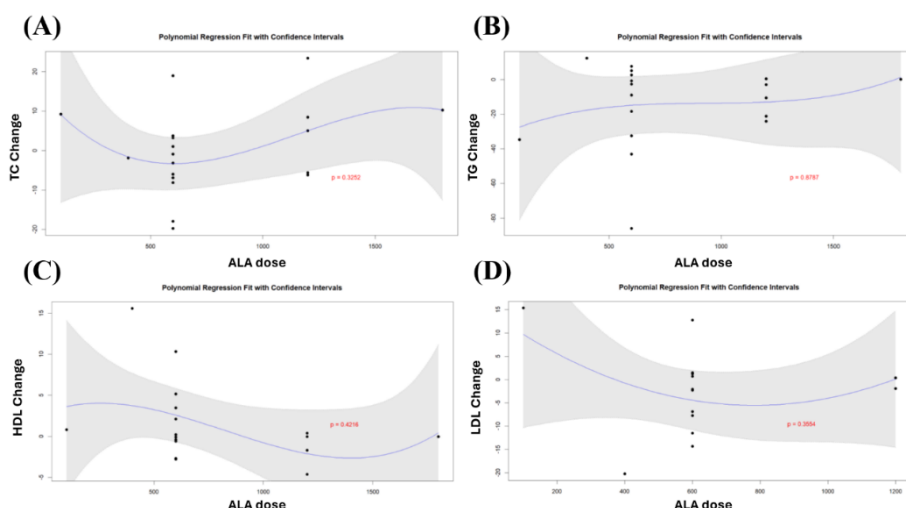 (A)
Polynomial Regression Fit with Confidence Intervals
TC Change
20
10
0
-10
-20
p = 0.3252
500
1000
1500
ALA dose
(B)
Polynomial Regression Fit with Confidence Intervals
TG Change
0
-20
-40
-60
-80
p = 0.8787
500
1000
1500
ALA dose
(C)
Polynomial Regression Fit with Confidence Intervals
HDL Change
15
10
5
0
-5
p = 0.4216
500
1000
1500
ALA dose
(D)
Polynomial Regression Fit with Confidence Intervals
LDL Change
15
10
5
0
-5
-10
-15
-20
p = 0.3554
200
400
600
800
1000
1200
ALA dose